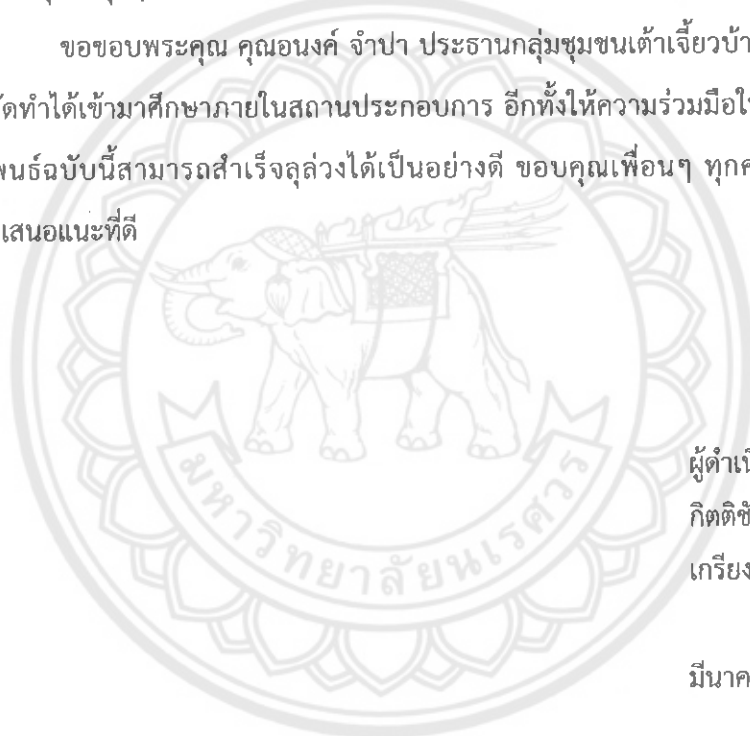 ขอขอบพระคุณ คุณอนงค์ จำปา ประธานกลุ่มชุมชนเต้าเจี้ยวบ้า
ัดทำได้เข้ามาศึกษาภายในสถานประกอบการ อีกทั้งให้ความร่วมมือใ
พนธ์ฉบับนี้สามารถสำเร็จลุล่วงได้เป็นอย่างดี ขอบคุณเพื่อนๆ ทุกค
เสนอแนะที่ดี
มหาวิทยาลัยนเรศวร
ผู้ดำเนิ
กิตติชั
เกรียง
มีนาค